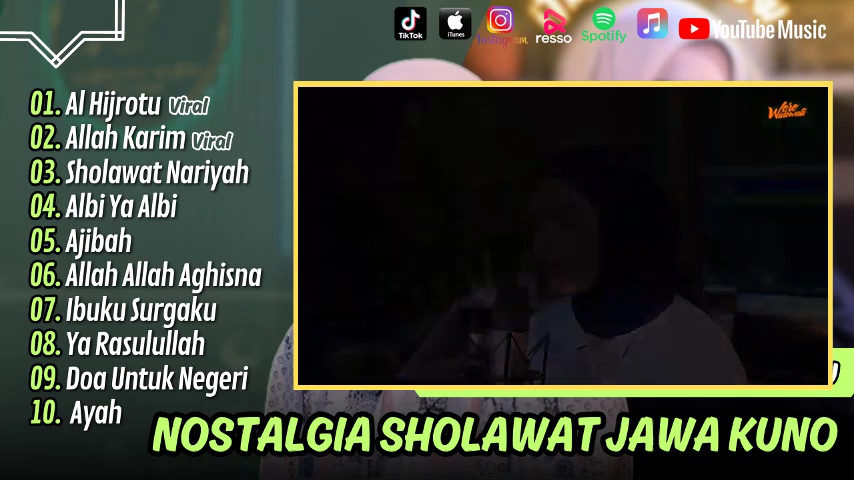 TikTok
iTunes
Instagram
resso
Spotify
YouTube Music
01. Al Hijrotu Viral
02. Allah Karim Viral
03. Sholawat Nariyah
04. Albi Ya Albi
05. Ajibah
06. Allah Allah Aghisna
07. Ibuku Surgaku
08. Ya Rasulullah
09. Doa Untuk Negeri
10. Ayah
Woro
Widowati
NOSTALGIA SHOLAWAT JAWA KUNO